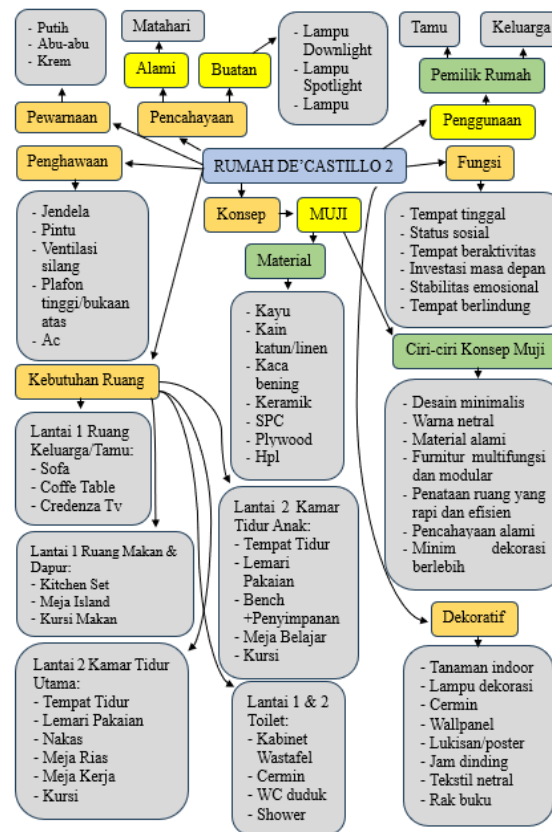 - Putih
- Abu-abu
- Krem
Matahari
- Lampu
Downlight
- Lampu
Spotlight
- Lampu
Tamu
Keluarga
Alami
Buatan
Pemilik Rumah
Pewarnaan
Pencahayaan
Penggunaan
Penghawaan
RUMAH DE’CASTILLO 2
Fungsi
- Jendela
- Pintu
- Ventilasi
silang
- Plafon
tinggi/bukaan
atas
- Ac
Konsep
MUJI
- Tempat tinggal
- Status sosial
- Tempat beraktivitas
- Investasi masa depan
- Stabilitas emosional
- Tempat berlindung
Material
- Kayu
- Kain
katun/linen
- Kaca
bening
- Keramik
- SPC
- Plywood
- Hpl
Ciri-ciri Konsep Muji
- Desain minimalis
- Warna netral
- Material alami
- Furnitur multifungsi
dan modular
- Penataan ruang yang
rapi dan efisien
- Pencahayaan alami
- Minim dekorasi
berlebih
Kebutuhan Ruang
Lantai 1 Ruang
Keluarga/Tamu:
- Sofa
- Coffe Table
- Credenza Tv
Lantai 1 Ruang Makan &
Dapur:
- Kitchen Set
- Meja Island
- Kursi Makan
Lantai 2 Kamar
Tidur Anak:
- Tempat Tidur
- Lemari
Pakaian
- Bench
+Penyimpanan
- Meja Belajar
- Kursi
Lantai 2 Kamar Tidur
Utama:
- Tempat Tidur
- Lemari Pakaian
- Nakas
- Meja Rias
- Meja Kerja
- Kursi
Lantai 1 & 2
Toilet:
- Kabinet
Wastafel
- Cermin
- WC duduk
- Shower
Dekoratif
- Tanaman indoor
- Lampu dekorasi
- Cermin
- Wallpanel
- Lukisan/poster
- Jam dinding
- Tekstil netral
- Rak buku